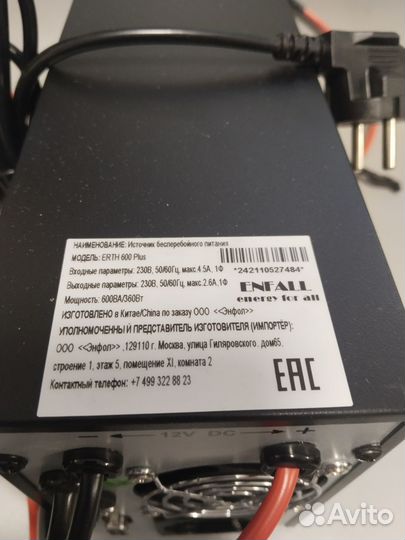 НАИМЕНОВАНИЕ: Источник бесперебойного питания
МОДЕЛЬ: ERTH 600 Plus
Входные параметры: 230В, 50/60Гц, макс.4.5А, 1Ф
*242110527484*
Выходные параметры: 230В, 50/60Гц, макс.2.6А, 1Ф
Мощность: 600ВА/360Вт
ENFALL
energy for all
ИЗГОТОВЛЕНО в Китае/China по заказу ООО <<Энфол>>
УПОЛНОМОЧЕННЫЙ ПРЕДСТАВИТЕЛЬ ИЗГОТОВИТЕЛЯ (ИМПОРТЁР):
ООО <<Энфол>> ,129110 г. Москва, улица Гиляровского, дом65,
строение 1, этаж 5, помещение XI, комната 2
Контактный телефон: +7 499 322 88 23
EAC
− 12V DC +
Avito